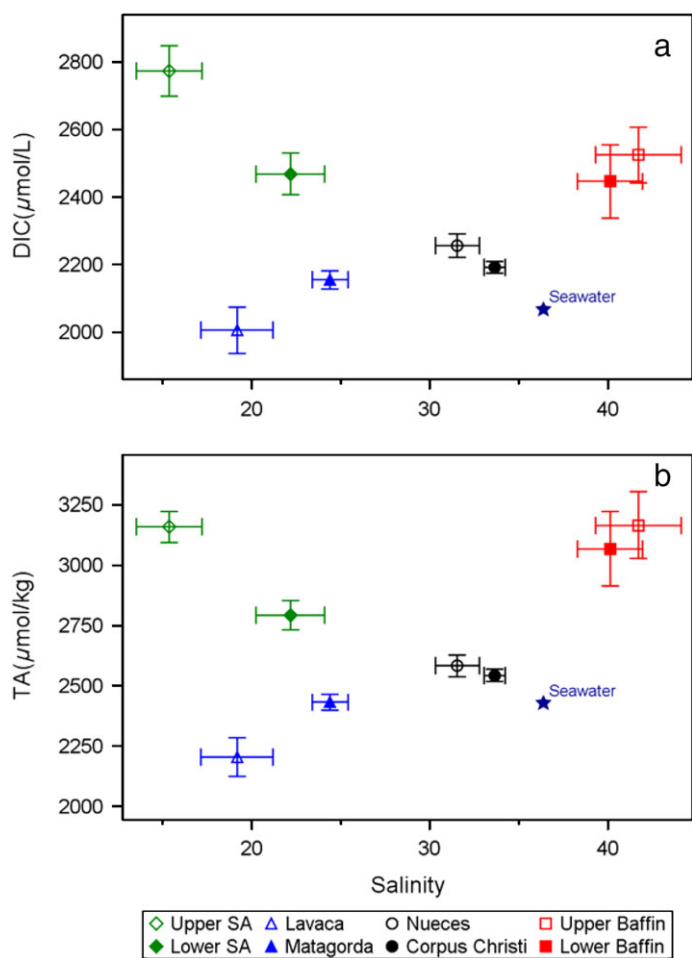 a
2800
2600
2400
2200
2000
DIC(μmol/L)
Seawater
20 30 40
b
3250
3000
2750
2500
2250
2000
TA(μmol/kg)
Seawater
20 30 40
Salinity
Upper SA Lavaca Nueces Upper Baffin
Lower SA Matagorda Corpus Christi Lower Baffin